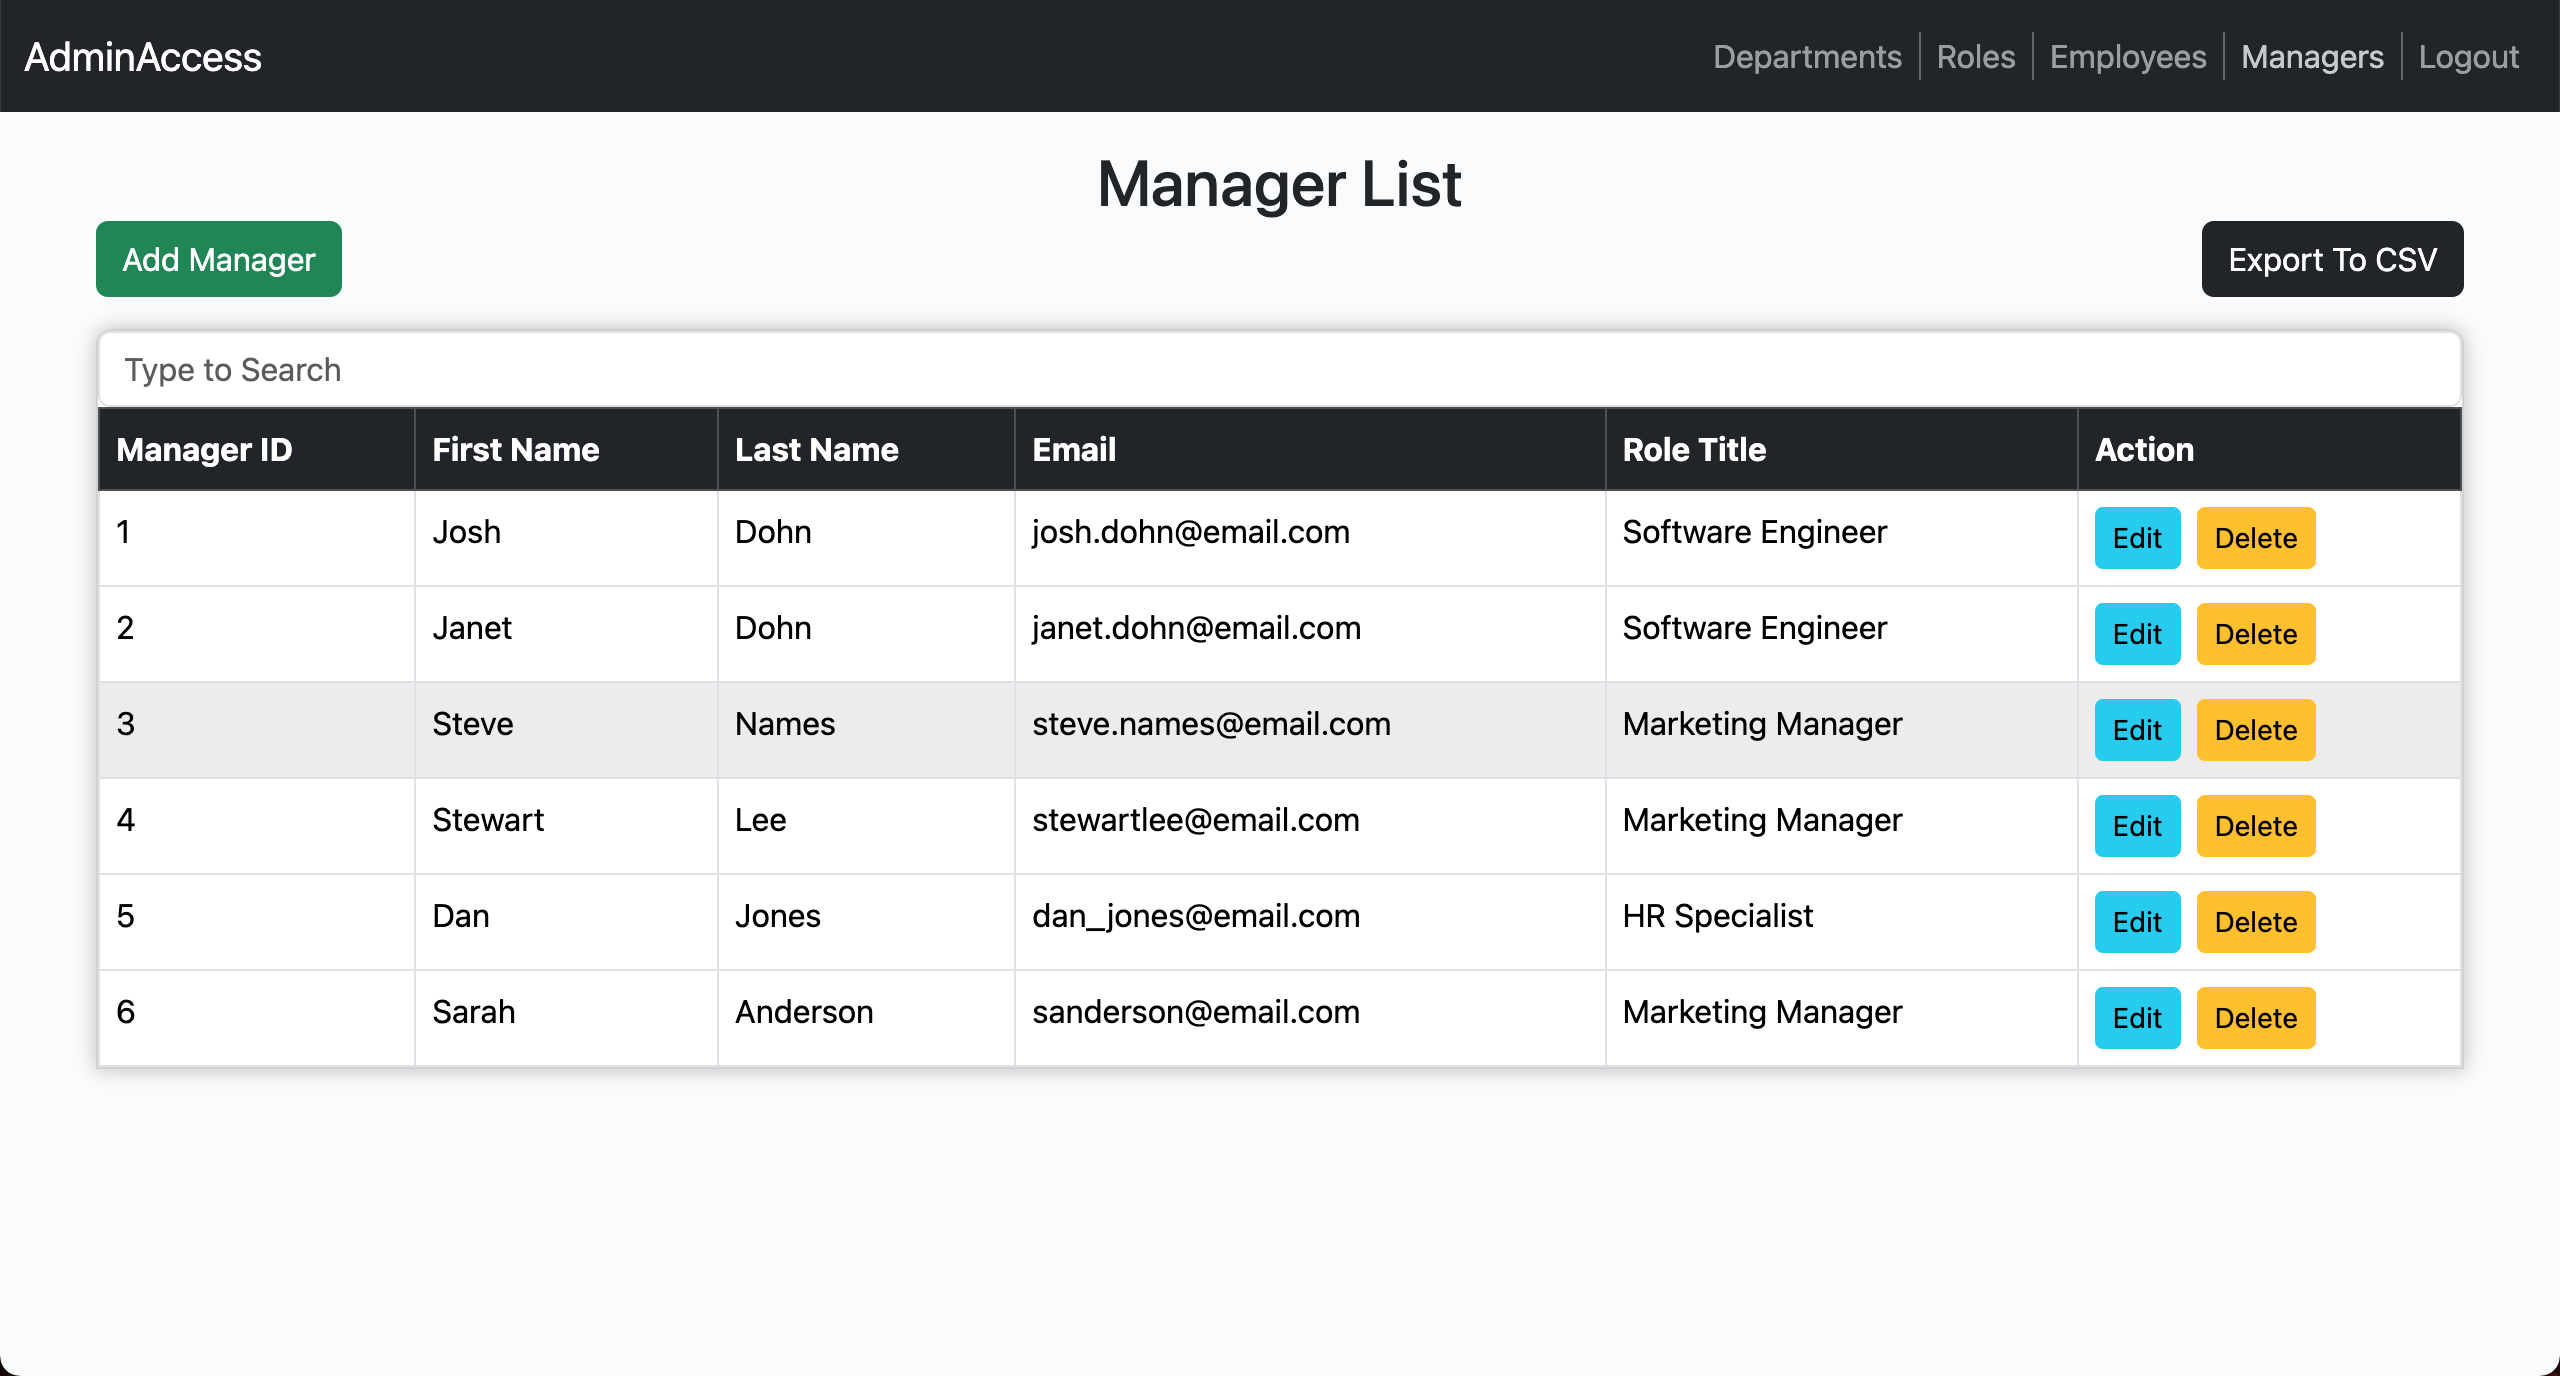 AdminAccess Departments Roles Employees Managers Logout
Manager List
Add Manager Export To CSV
Type to Search
Manager ID First Name Last Name Email Role Title Action
1 Josh Dohn josh.dohn@email.com Software Engineer Edit Delete
2 Janet Dohn janet.dohn@email.com Software Engineer Edit Delete
3 Steve Names steve.names@email.com Marketing Manager Edit Delete
4 Stewart Lee stewartlee@email.com Marketing Manager Edit Delete
5 Dan Jones dan_jones@email.com HR Specialist Edit Delete
6 Sarah Anderson sanderson@email.com Marketing Manager Edit Delete